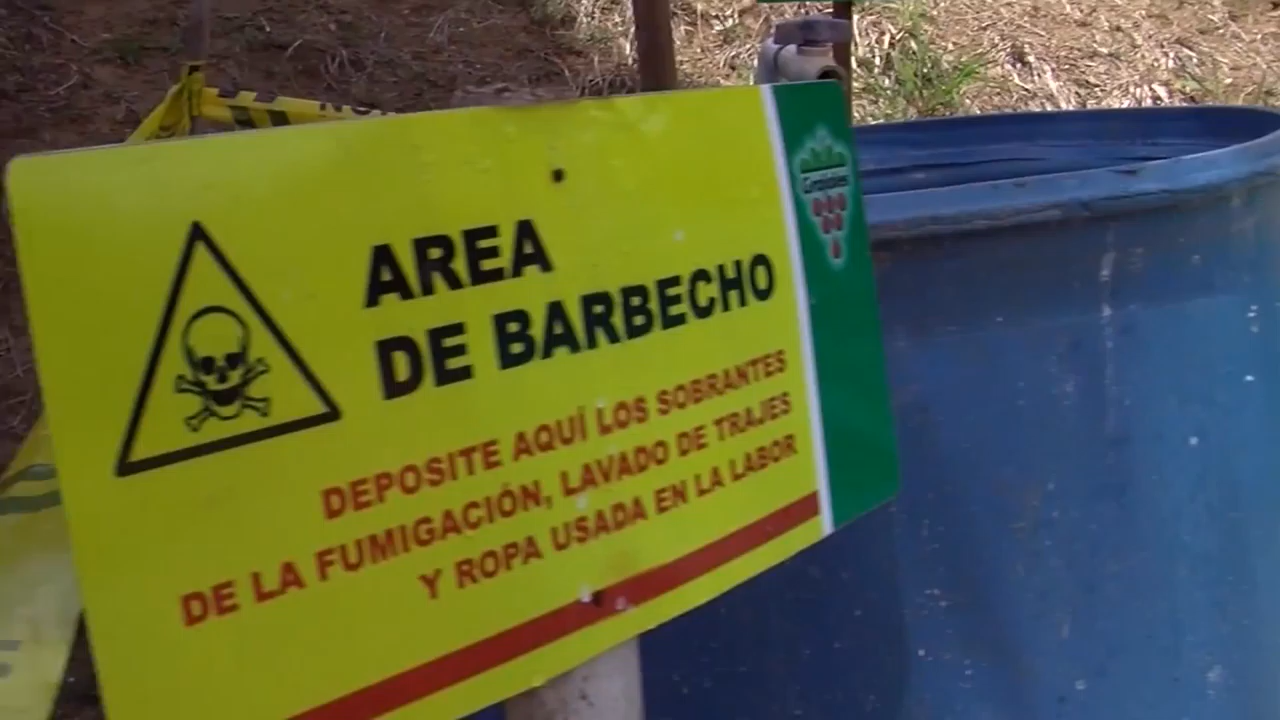 AREA
DE BARBECHO
DEPOSITE AQUÍ LOS SOBRANTES
DE LA FUMIGACIÓN, LAVADO DE TRAJES
Y ROPA USADA EN LA LABOR